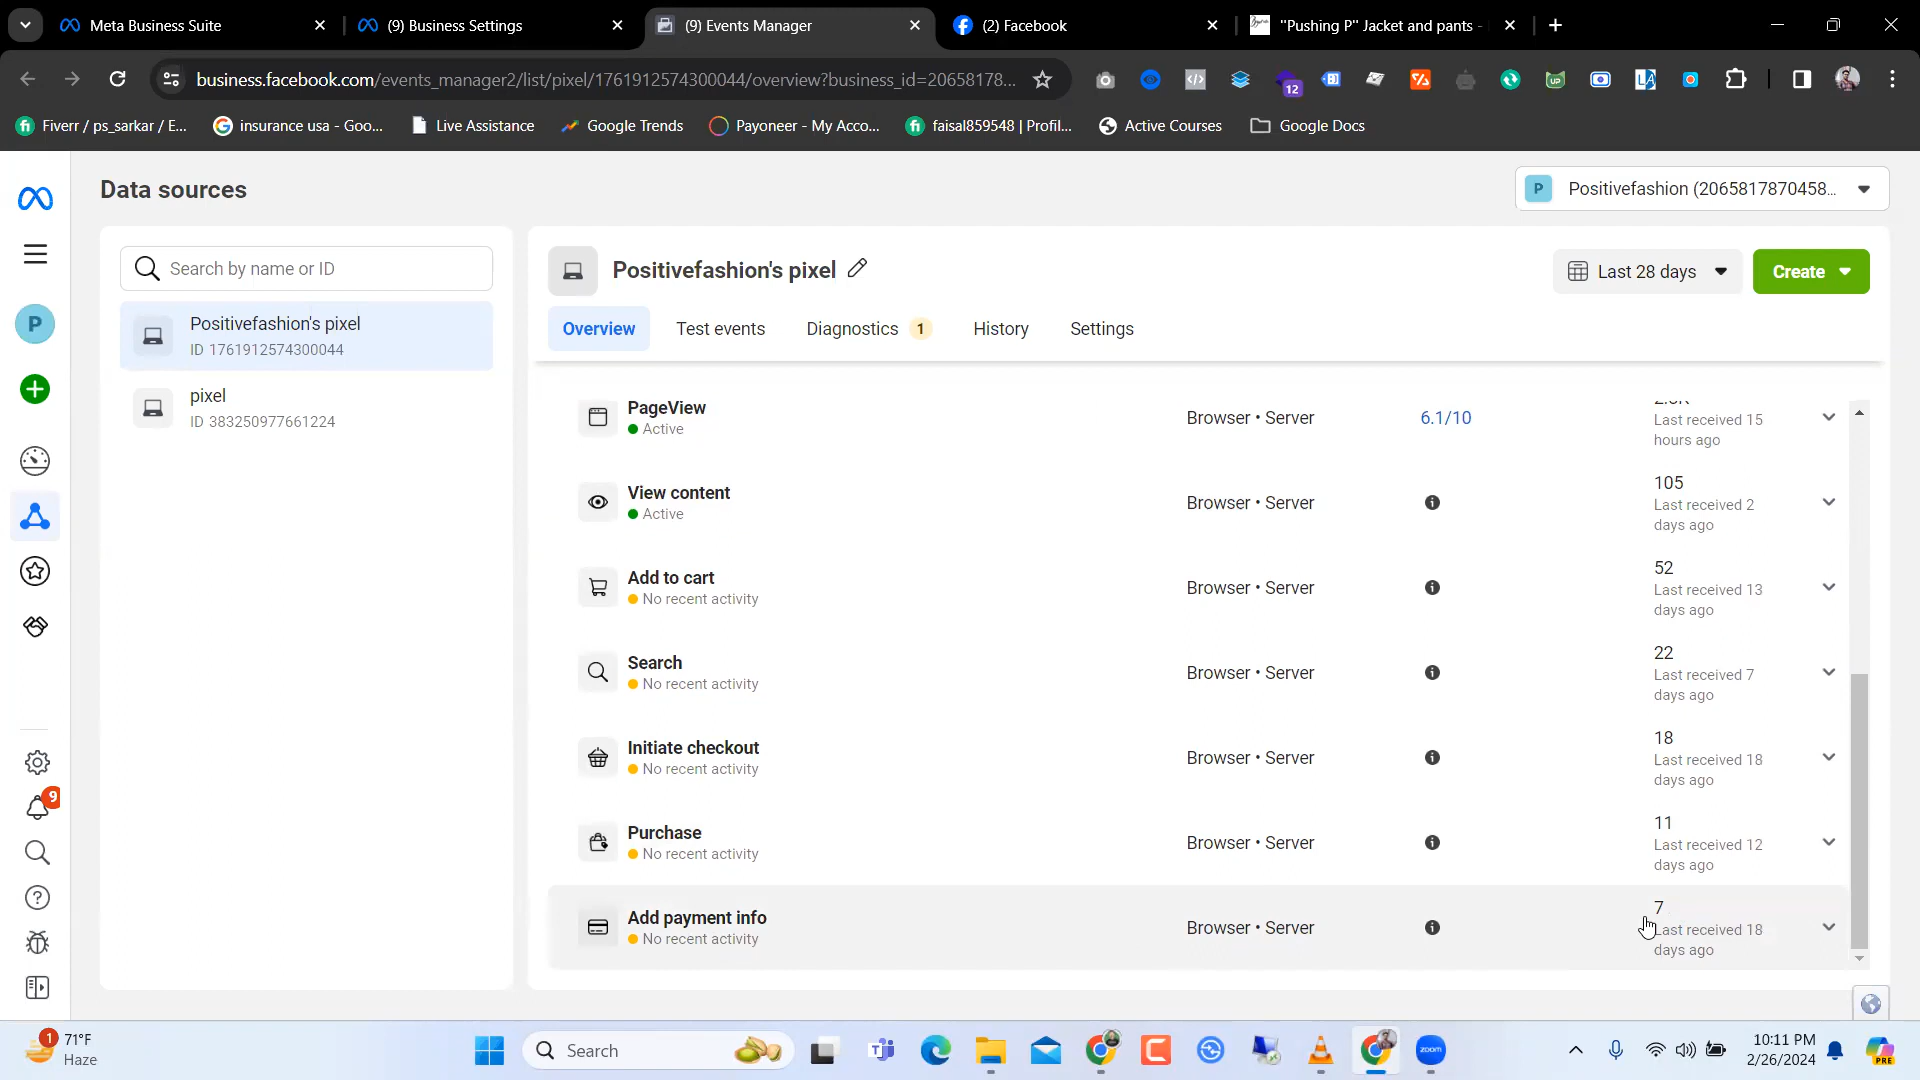 Meta Business Suite
(9) Business Settings
(9) Events Manager
(2) Facebook
"Pushing P" Jacket and pants -
business.facebook.com/events_manager2/list/pixel/1761912574300044/overview?business_id=20658178...
12
Fiverr / ps_sarkar / E...
insurance usa - Goo...
Live Assistance
Google Trends
Payoneer - My Acco...
faisal859548 | Profil...
Active Courses
Google Docs
Data sources
P
Positivefashion (2065817870458...
Search by name or ID
Positivefashion's pixel
ID 1761912574300044
pixel
ID 383250977661224
P
9
Positivefashion's pixel
Last 28 days
Create
Overview
Test events
Diagnostics
1
History
Settings
PageView
Active
Browser • Server
6.1/10
Last received 15
hours ago
View content
Active
Browser • Server
105
Last received 2
days ago
Add to cart
No recent activity
Browser • Server
52
Last received 13
days ago
Search
No recent activity
Browser • Server
22
Last received 7
days ago
Initiate checkout
No recent activity
Browser • Server
18
Last received 18
days ago
Purchase
No recent activity
Browser • Server
11
Last received 12
days ago
Add payment info
No recent activity
Browser • Server
7
Last received 18
days ago
1
71°F
Haze
Search
zoom
10:11 PM
2/26/2024
PRE